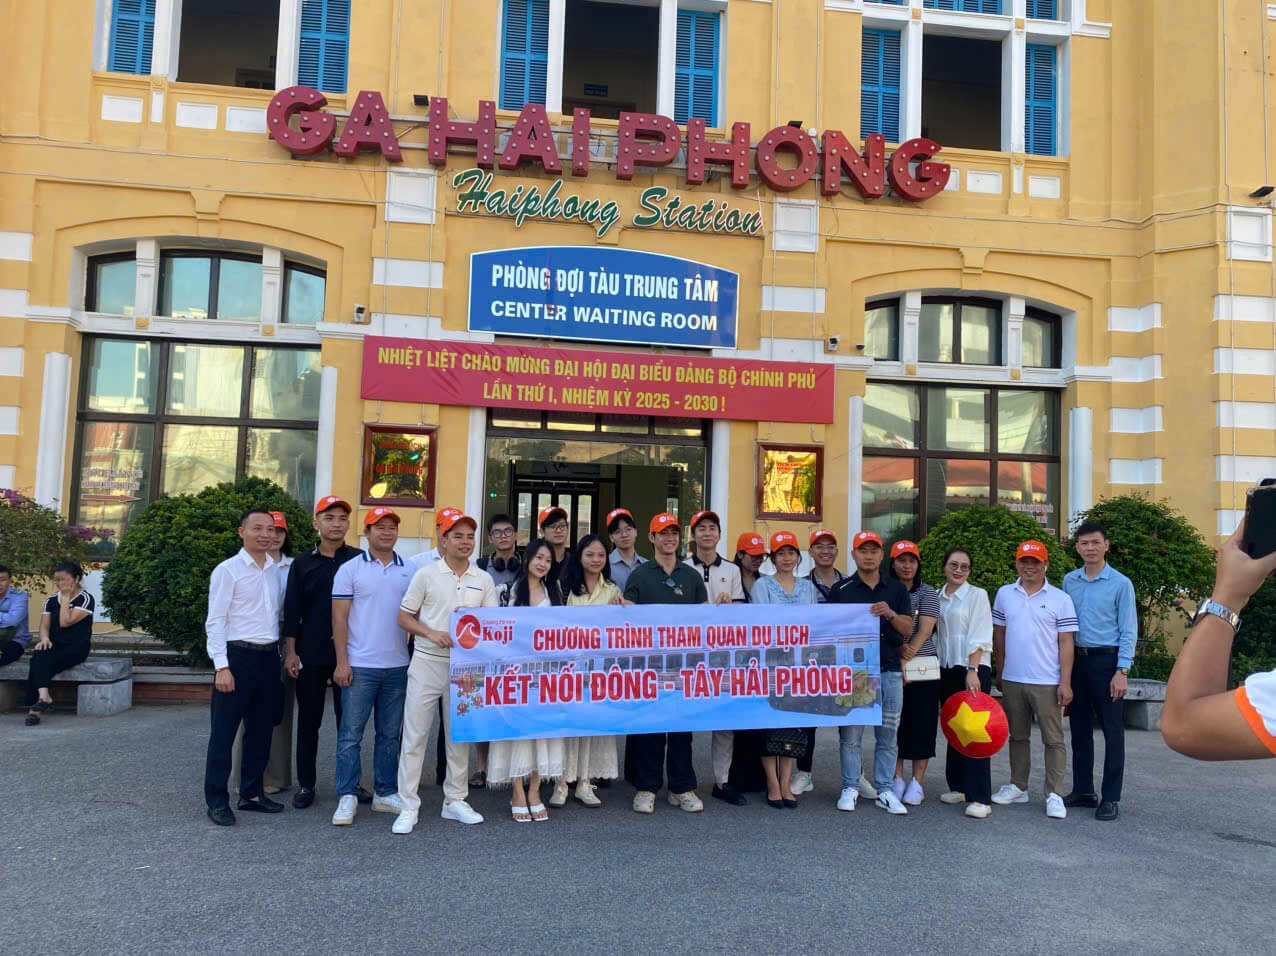 GA HẢI PHÒNG
Haiphong Station
PHÒNG ĐỢI TÀU TRUNG TÂM
CENTER WAITING ROOM
NHIỆT LIỆT CHÀO MỪNG ĐẠI HỘI ĐẠI BIỂU ĐẢNG BỘ CHÍNH PHỦ
LẦN THỨ I, NHIỆM KỲ 2025 - 2030 !
Koji
CHƯƠNG TRÌNH THAM QUAN DU LỊCH
KẾT NỐI ĐÔNG - TÂY HẢI PHÒNG